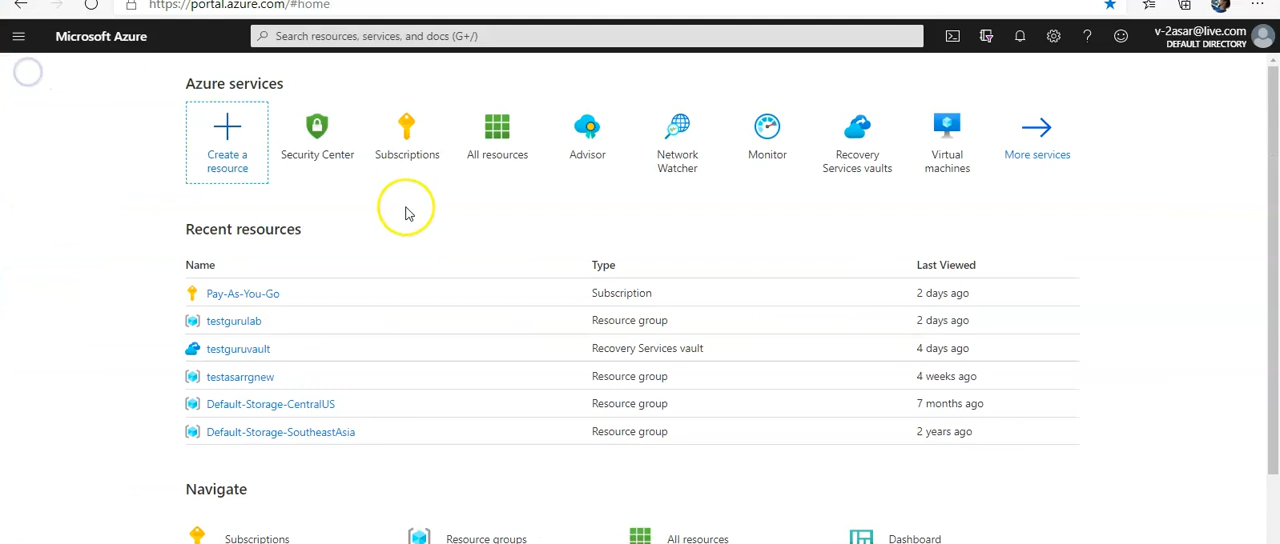 https://portal.azure.com/#home
Microsoft Azure
Search resources, services, and docs (G+/)
v-2asar@live.com
DEFAULT DIRECTORY
Azure services
Create a resource
Security Center
Subscriptions
All resources
Advisor
Network Watcher
Monitor
Recovery Services vaults
Virtual machines
More services
Recent resources
Name Type Last Viewed
Pay-As-You-Go Subscription 2 days ago
testgurulab Resource group 2 days ago
testguruvault Recovery Services vault 4 days ago
testasarrgnew Resource group 4 weeks ago
Default-Storage-CentralUS Resource group 7 months ago
Default-Storage-SoutheastAsia Resource group 2 years ago
Navigate
Subscriptions Resource groups All resources Dashboard